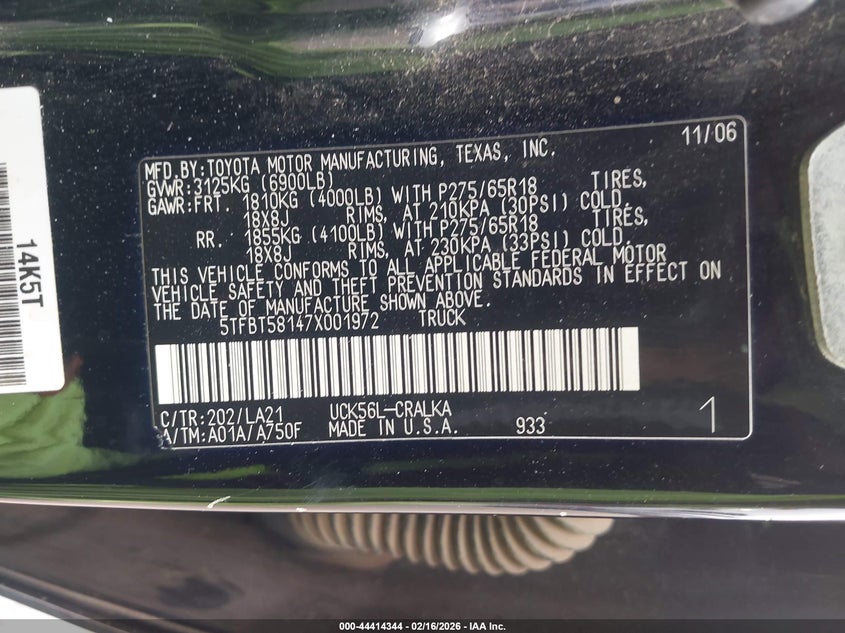 14K5T
11/06
MFD.BY:TOYOTA MOTOR MANUFACTURING, TEXAS, INC.
GVWR:3125KG (6900LB)
GAWR:FRT. 1810KG (4000LB) WITH P275/65R18 TIRES,
18X8J RIMS, AT 210KPA (30PSI) COLD.
RR. 1855KG (4100LB) WITH P275/65R18 TIRES,
18X8J RIMS, AT 230KPA (33PSI) COLD.
THIS VEHICLE CONFORMS TO ALL APPLICABLE FEDERAL MOTOR
VEHICLE SAFETY AND THEFT PREVENTION STANDARDS IN EFFECT ON
THE DATE OF MANUFACTURE SHOWN ABOVE.
5TFBT58147X001972 TRUCK
C/TR:202/LA21 UCK56L-CRALKA
A/TM:A01A/A750F MADE IN U.S.A. 933 1
000-44414344 - 02/16/2026 - IAA Inc.